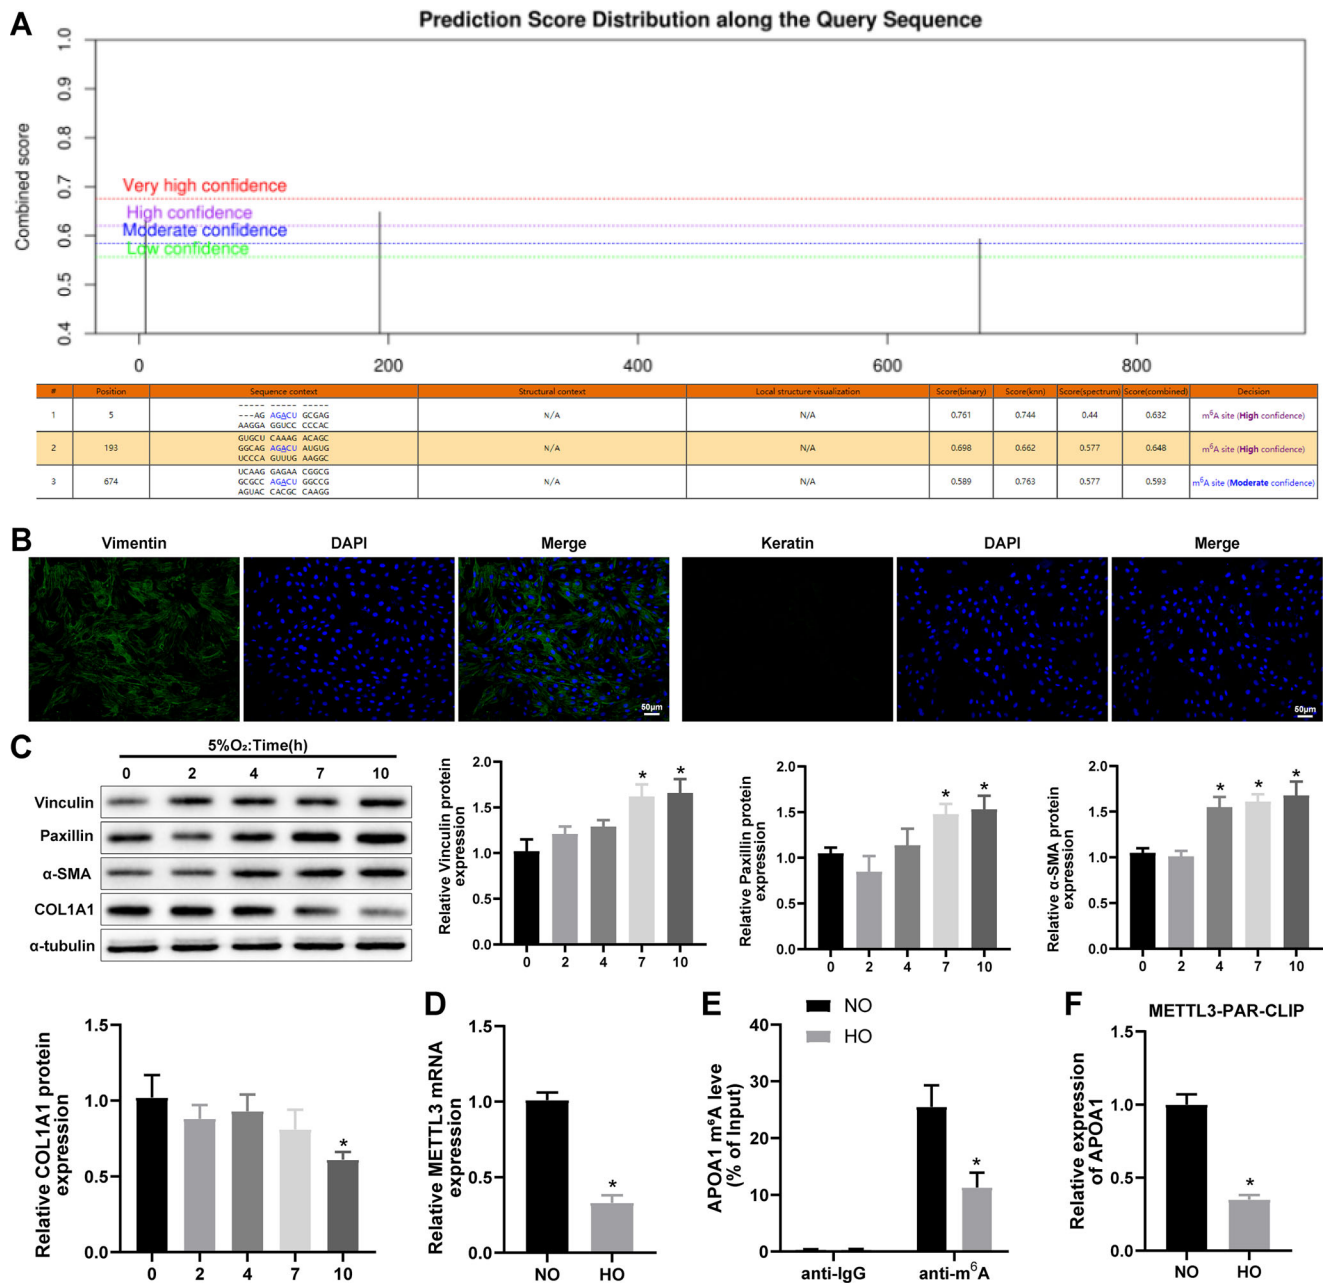 A
Prediction Score Distribution along the Query Sequence
Combined score
1.0
0.9
0.8
0.7
0.6
0.5
0.4
Very high confidence
High confidence
Moderate confidence
Low confidence
0 200 400 600 800
# Position Sequence context Structural context Local structure visualization Score(binary) Score(knn) Score(spectrum) Score(combined) Decision
----- ----- -----
1 5 ---AG AGACU GCGAG N/A N/A 0.761 0.744 0.44 0.632 m⁶A site (High confidence)
AAGGA GGUCC CCCAC
GUGCU CAAAG ACAGC
2 193 GGCAG AGACU AUGUG N/A N/A 0.698 0.662 0.577 0.648 m⁶A site (High confidence)
UCCCA GUUUG AAGGC
UCAAG GAGAA CGGCG
3 674 GCGCC AGACU GGCCG N/A N/A 0.589 0.763 0.577 0.593 m⁶A site (Moderate confidence)
AGUAC CACGC CAAGG
B
Vimentin DAPI Merge Keratin DAPI Merge
50μm 50μm
C
5%O₂:Time(h)
0 2 4 7 10
Vinculin
Paxillin
α-SMA
COL1A1
α-tubulin
Relative Vinculin protein
expression
2.0
1.5
1.0
0.5
0.0
* *
0 2 4 7 10
Relative Paxillin protein
expression
2.0
1.5
1.0
0.5
0.0
* *
0 2 4 7 10
Relative α-SMA protein
expression
2.0
1.5
1.0
0.5
0.0
* * *
0 2 4 7 10
Relative COL1A1 protein
expression
1.5
1.0
0.5
0.0
*
0 2 4 7 10
D
Relative METTL3 mRNA
expression
1.5
1.0
0.5
0.0
*
NO HO
E
NO
HO
APOA1 m⁶A leve
(% of Input)
40
30
20
10
0
*
anti-IgG anti-m⁶A
F
METTL3-PAR-CLIP
Relative expression
of APOA1
1.5
1.0
0.5
0.0
*
NO HO